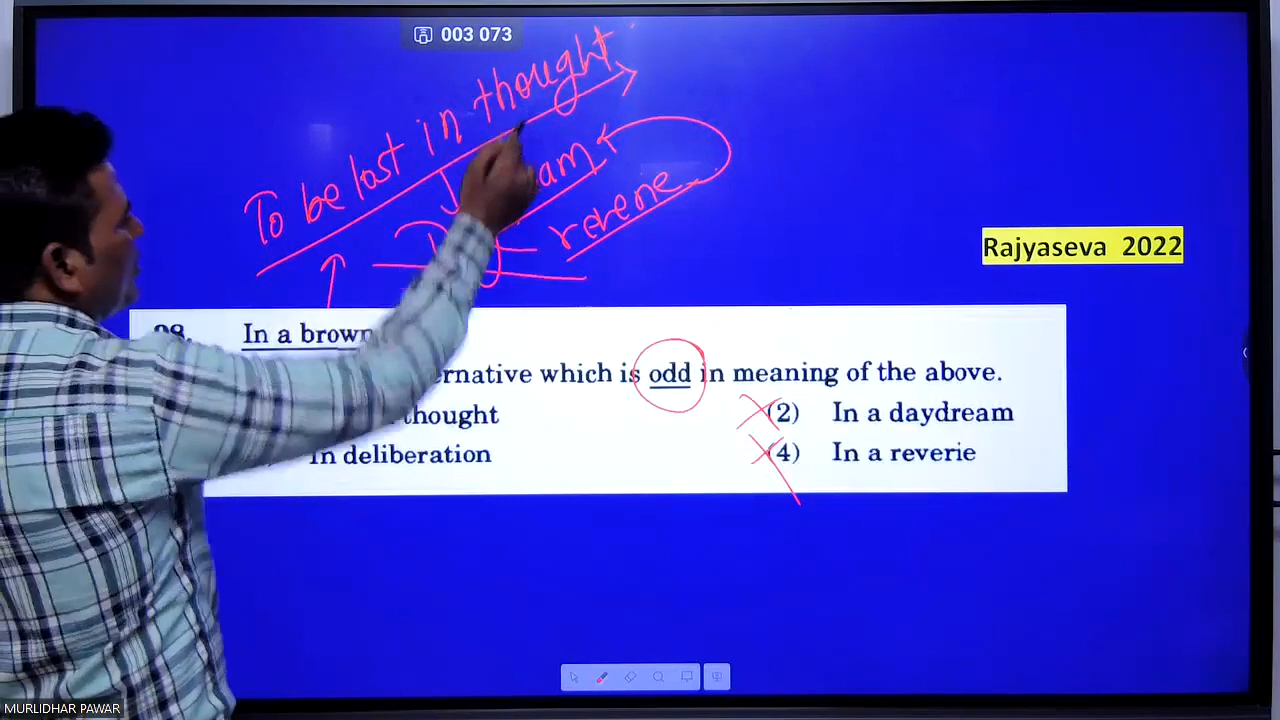 003 073
To be lost in thought
reverie
Rajyaseva 2022
98. In a brown
which is odd in meaning of the above.
thought (2) In a daydream
In deliberation (4) In a reverie
MURLIDHAR PAWAR